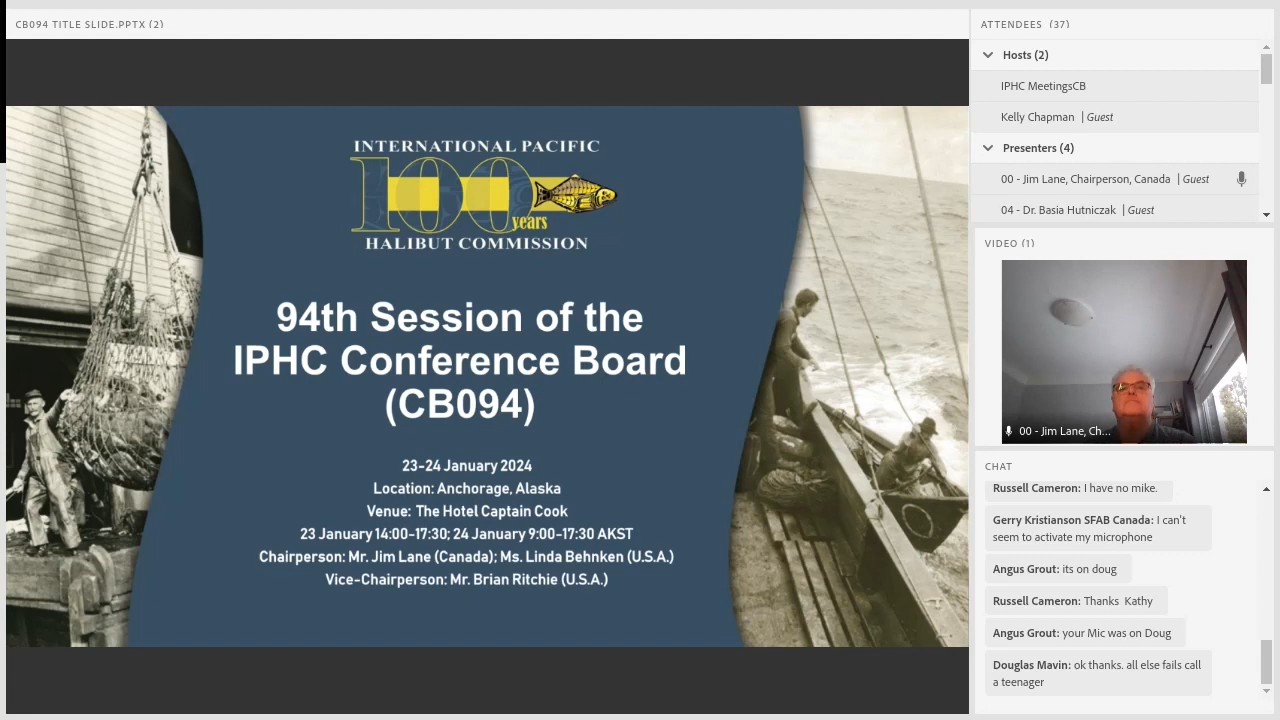 CB094 TITLE SLIDE.PPTX (2)
INTERNATIONAL PACIFIC
100
years
HALIBUT COMMISSION
94th Session of the
IPHC Conference Board
(CB094)
23-24 January 2024
Location: Anchorage, Alaska
Venue: The Hotel Captain Cook
23 January 14:00-17:30; 24 January 9:00-17:30 AKST
Chairperson: Mr. Jim Lane (Canada); Ms. Linda Behnken (U.S.A.)
Vice-Chairperson: Mr. Brian Ritchie (U.S.A.)
ATTENDEES (37)
Hosts (2)
IPHC MeetingsCB
Kelly Chapman | Guest
Presenters (4)
00 - Jim Lane, Chairperson, Canada | Guest
04 - Dr. Basia Hutniczak | Guest
VIDEO (1)
00 - Jim Lane, Ch...
CHAT
Russell Cameron: I have no mike.
Gerry Kristianson SFAB Canada: I can't
seem to activate my microphone
Angus Grout: its on doug
Russell Cameron: Thanks Kathy
Angus Grout: your Mic was on Doug
Douglas Mavin: ok thanks. all else fails call
a teenager